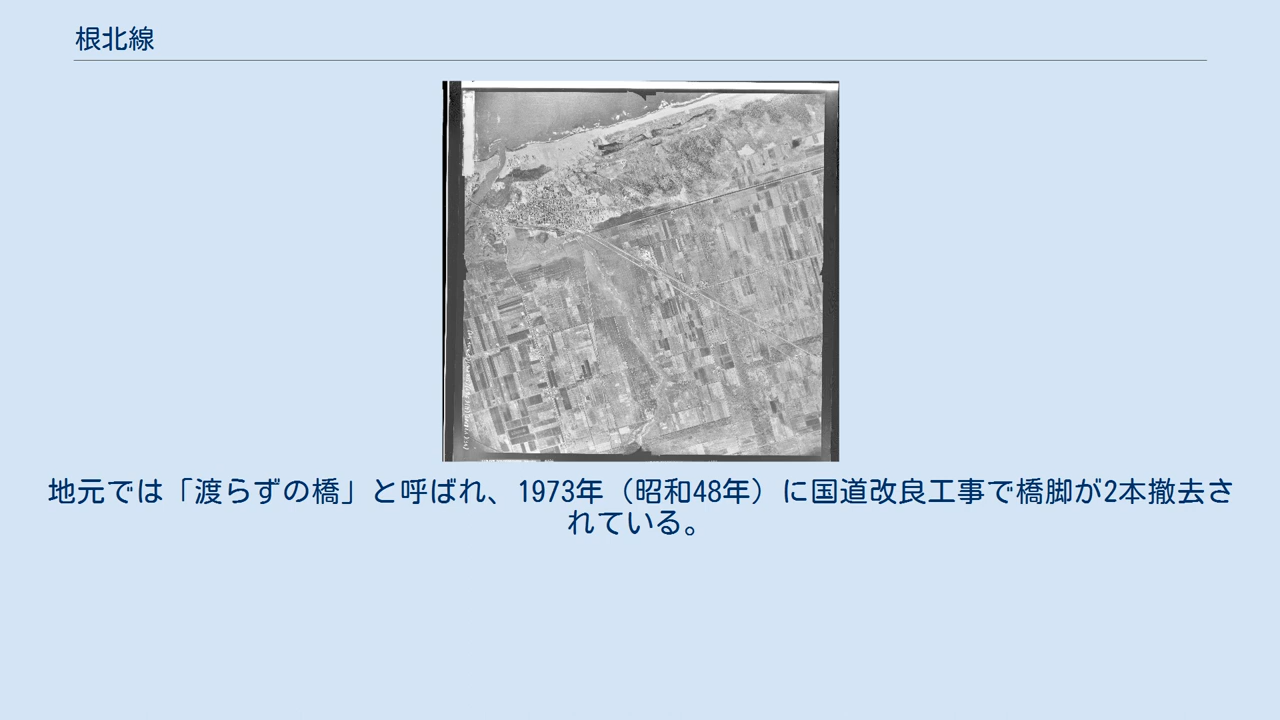 根北線
地元では「渡らずの橋」と呼ばれ、1973年（昭和48年）に国道改良工事で橋脚が2本撤去さ
れている。